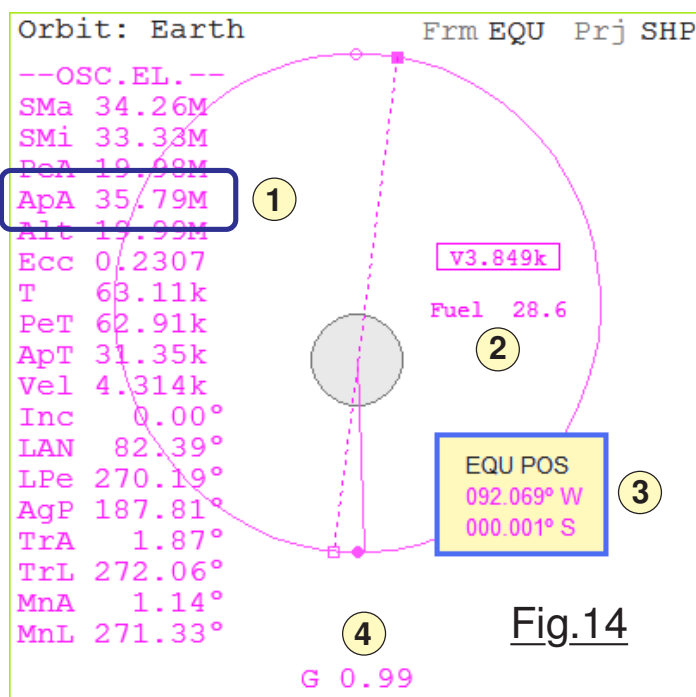 Orbit: Earth Frm EQU Prj SHP
--OSC.EL.--
SMa 34.26M
SMi 33.33M
PeA 19.98M
ApA 35.79M
1
Alt 19.99M
Ecc 0.2307
T 63.11k
PeT 62.91k
ApT 31.35k
Vel 4.314k
Inc 0.00°
LAN 82.39°
LPe 270.19°
AgP 187.81°
TrA 1.87°
TrL 272.06°
MnA 1.14°
MnL 271.33°
V3.849k
Fuel 28.6
2
EQU POS
092.069° W
000.001° S
3
Fig.14
4
G 0.99